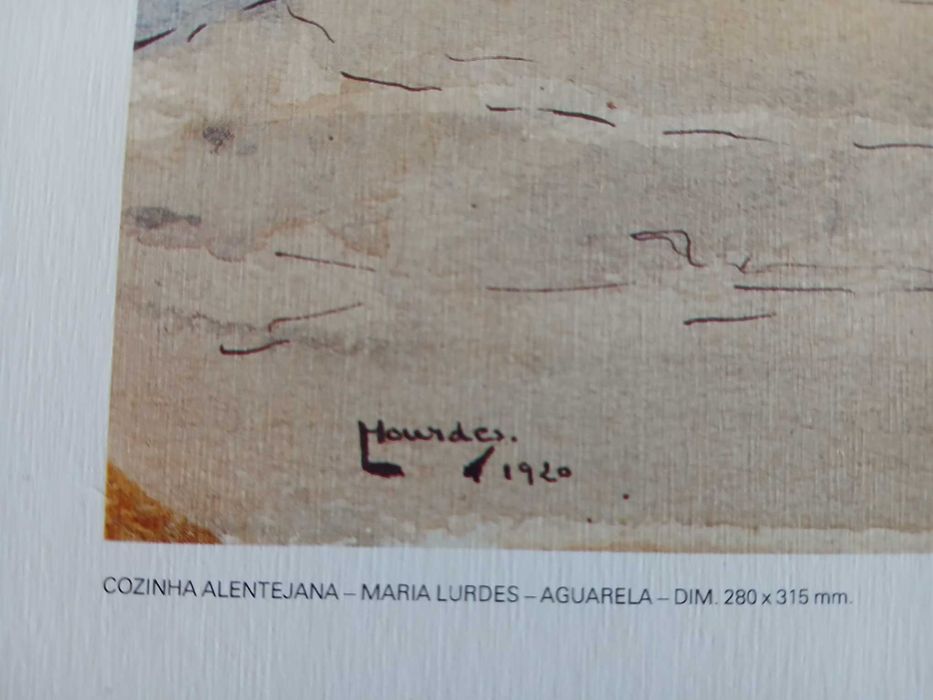 Lourdes.
1920
COZINHA ALENTEJANA – MARIA LURDES – AGUARELA – DIM. 280 x 315 mm.